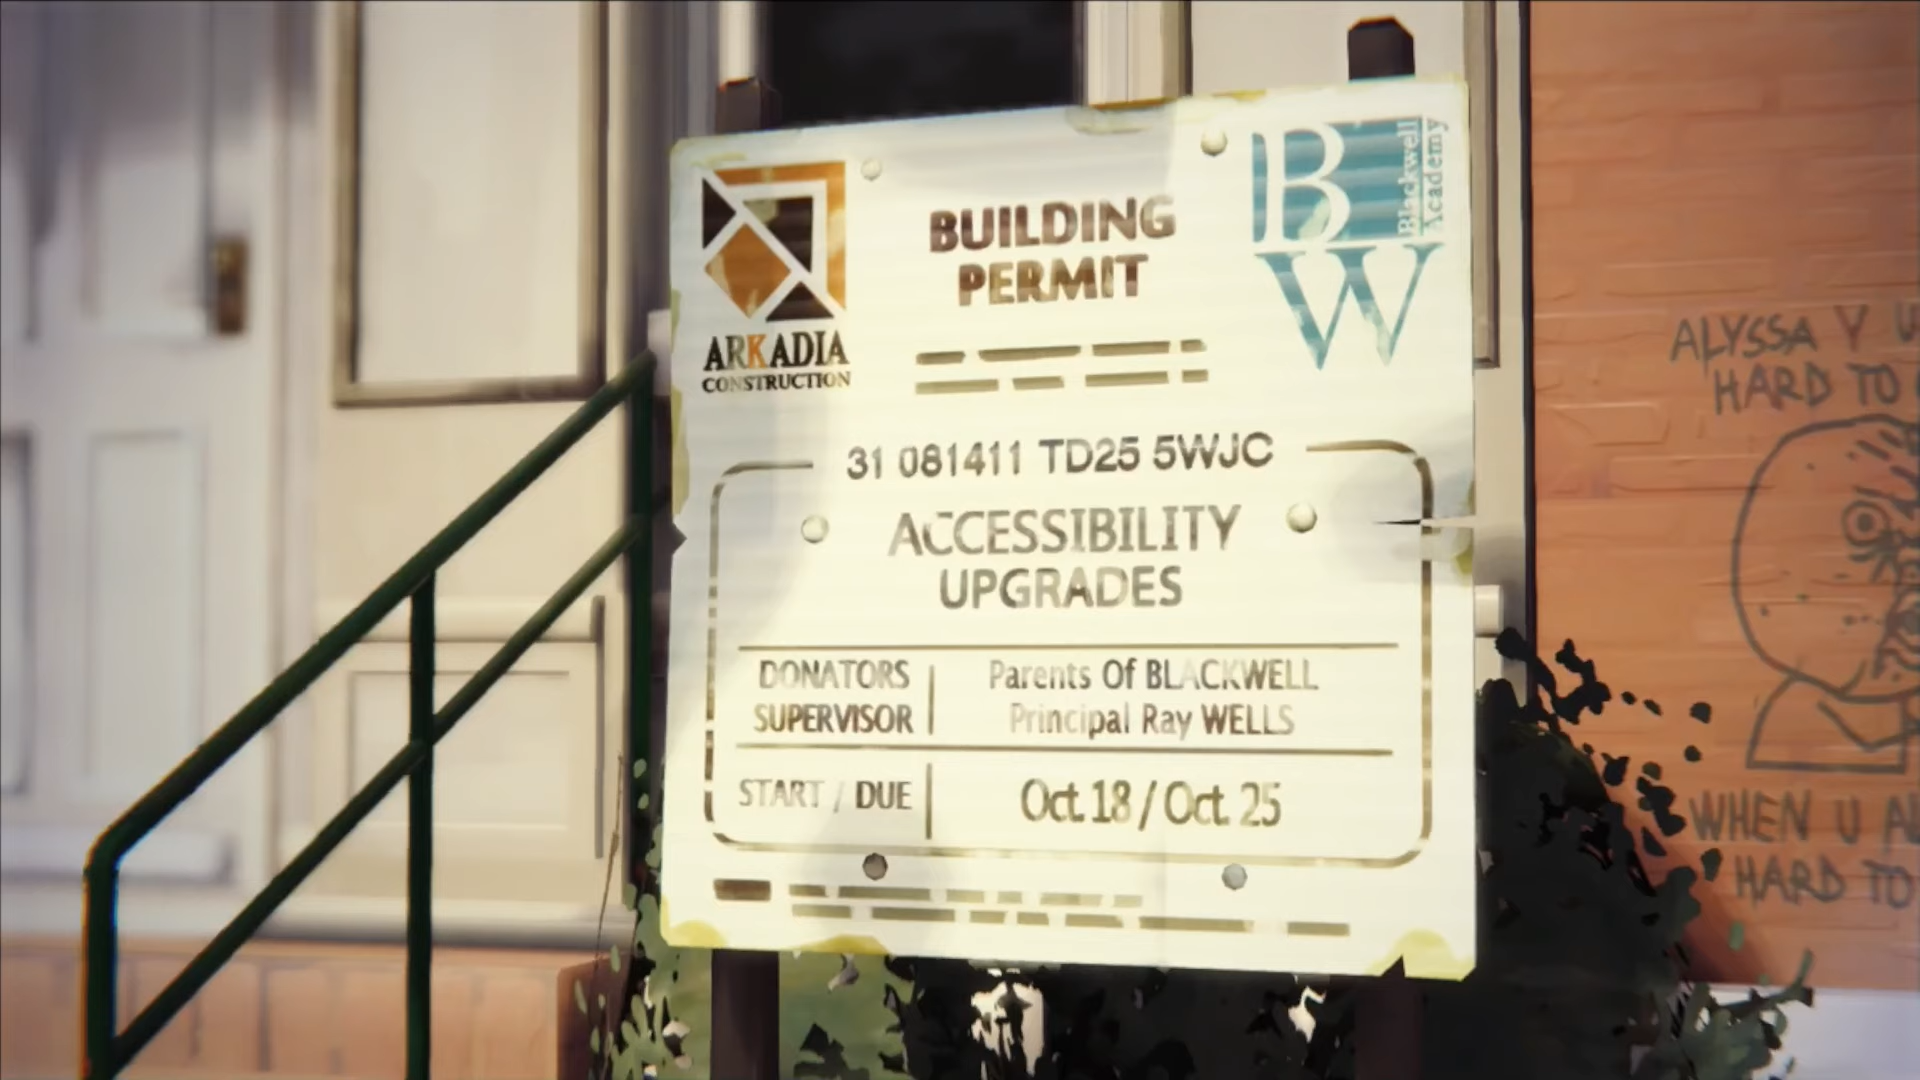 BUILDING
PERMIT
ARKADIA
CONSTRUCTION
BW
Blackwell
Academy
31 081411 TD25 5WJC
ACCESSIBILITY
UPGRADES
DONATORS Parents Of BLACKWELL
SUPERVISOR Principal Ray WELLS
START / DUE Oct. 18 / Oct. 25
ALYSSA Y U
HARD TO
WHEN U
HARD TO